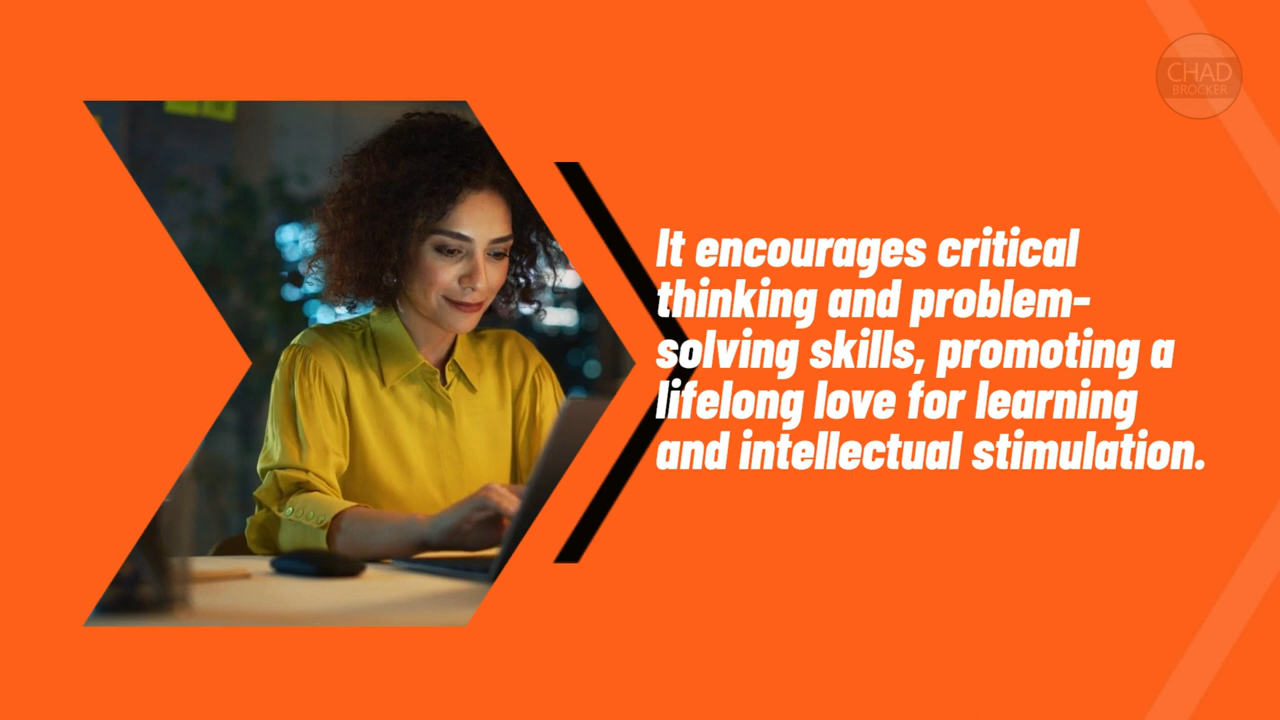 CHAD
BROCKER
It encourages critical
thinking and problem-
solving skills, promoting a
lifelong love for learning
and intellectual stimulation.